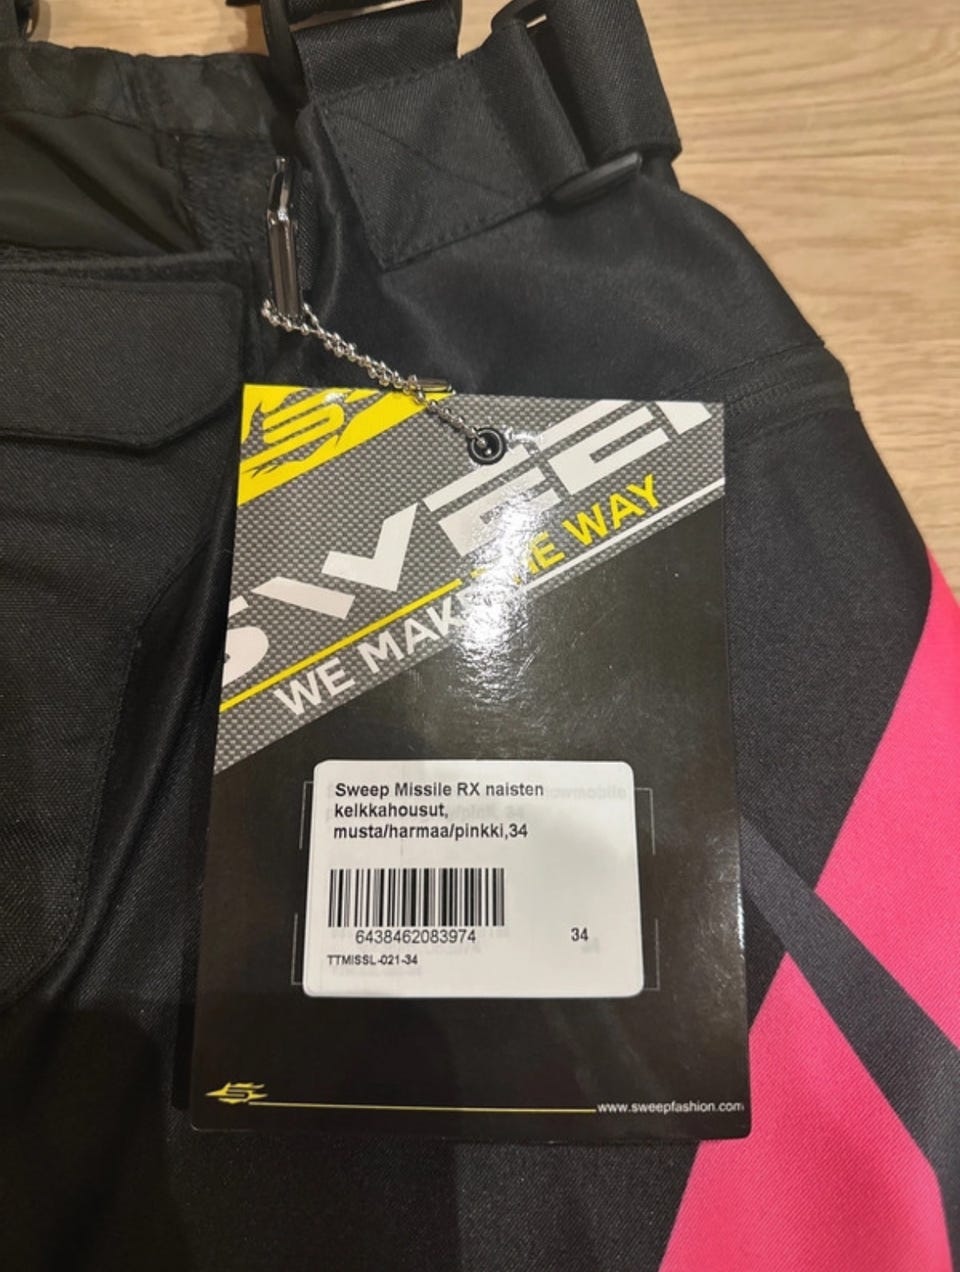 SWEEP
WE MAKE THE WAY
Sweep Missile RX naisten
kelkkahousut,
musta/harmaa/pinkki,34
6438462083974
34
TTMISSL-021-34
www.sweepfashion.com